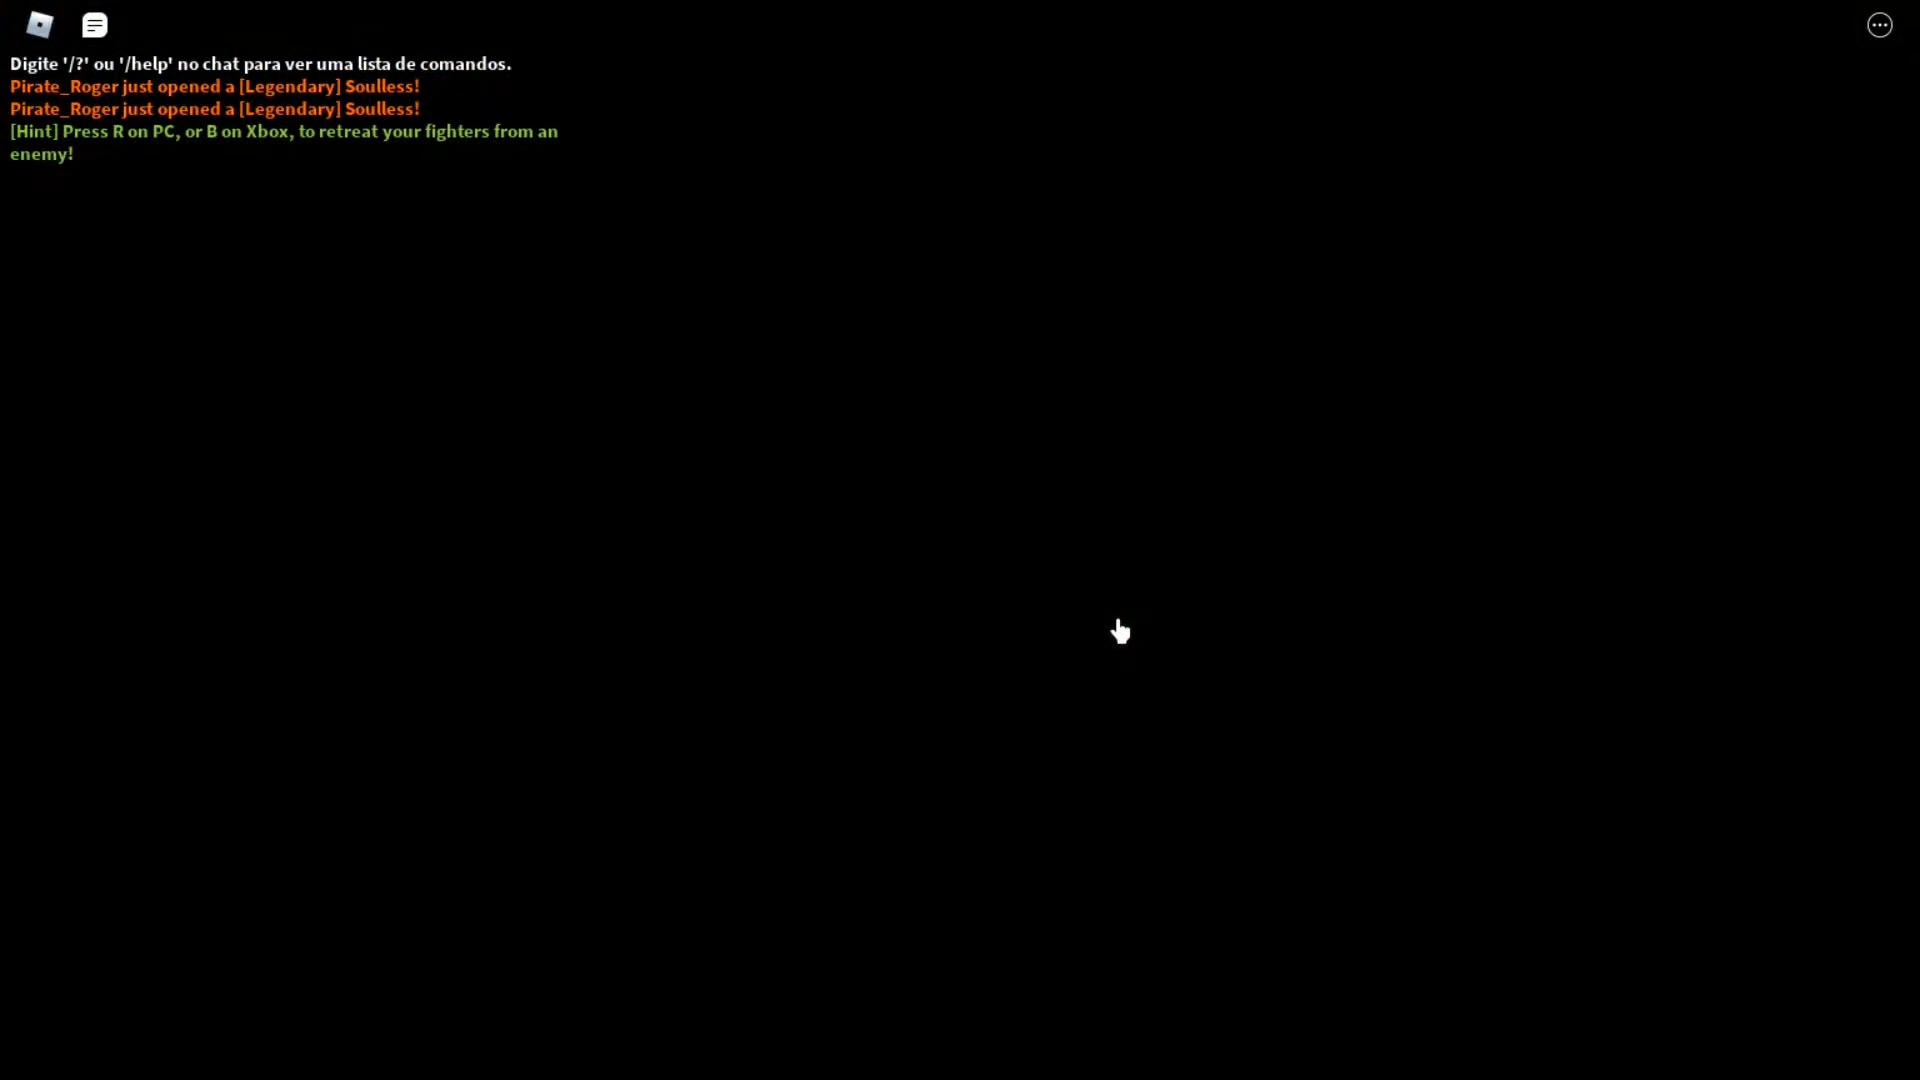 Digite '/?' ou '/help' no chat para ver uma lista de comandos.
Pirate_Roger just opened a [Legendary] Soulless!
Pirate_Roger just opened a [Legendary] Soulless!
[Hint] Press R on PC, or B on Xbox, to retreat your fighters from an
enemy!